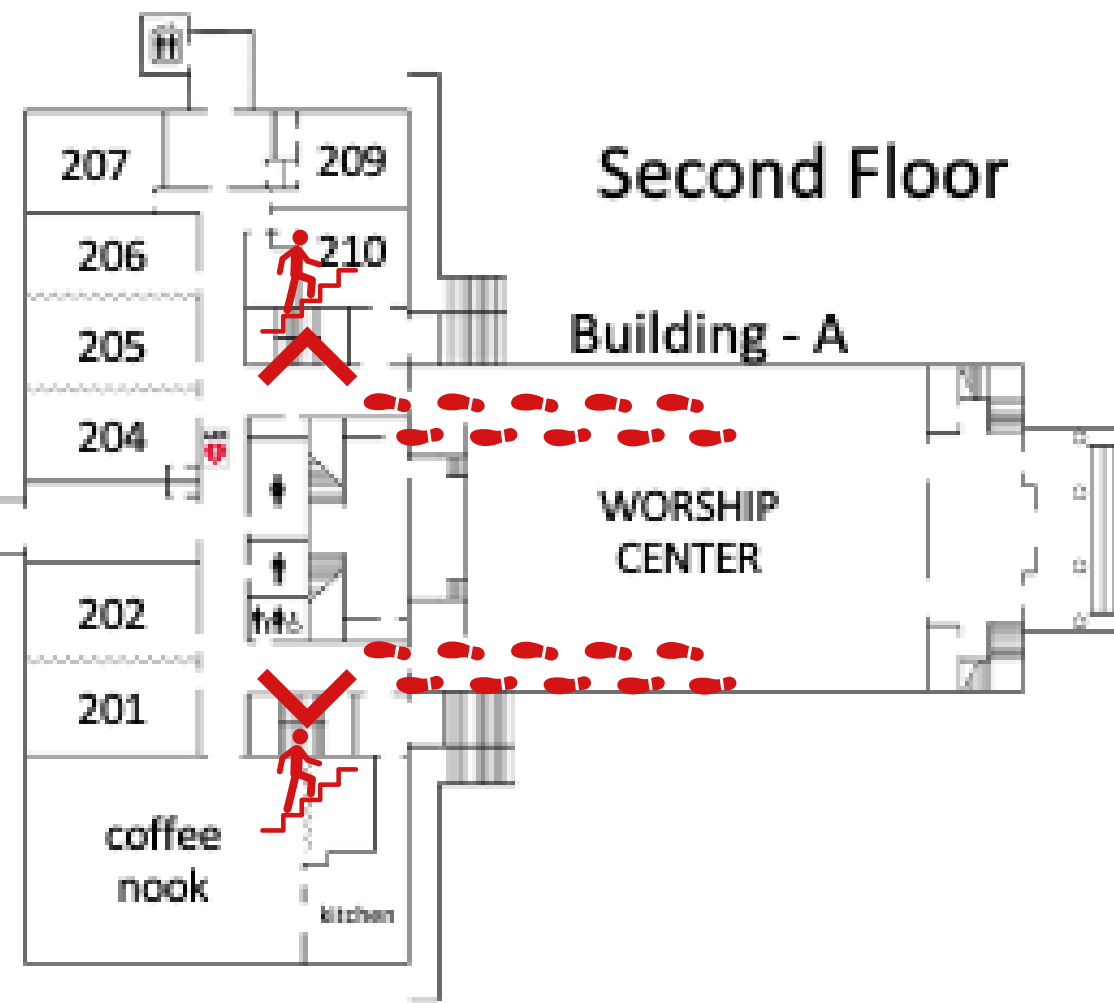 207
209
Second Floor
206
210
205
Building - A
204
WORSHIP
CENTER
202
201
coffee
nook
kitchen